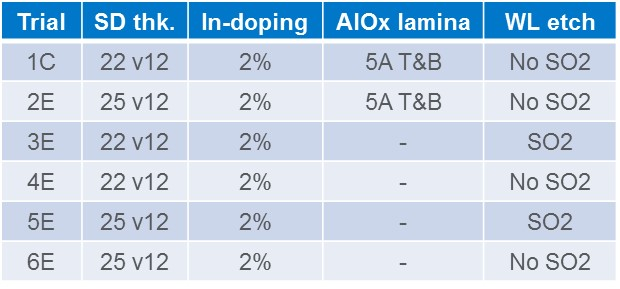 Trial SD thk. In-doping AlOx lamina WL etch
1C 22 v12 2% 5A T&B No SO2
2E 25 v12 2% 5A T&B No SO2
3E 22 v12 2% - SO2
4E 22 v12 2% - No SO2
5E 25 v12 2% - SO2
6E 25 v12 2% - No SO2